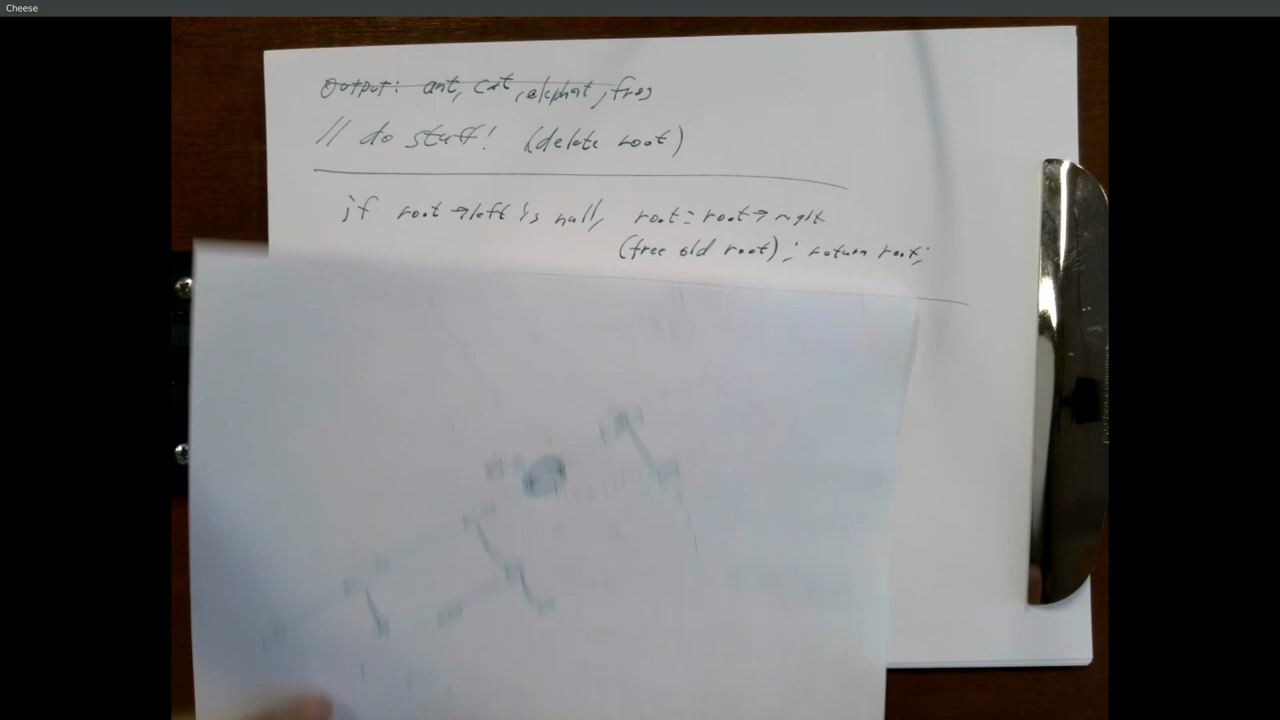 Cheese
Output: ant, cat, elephat, frog
// do stuff! (delete root)
if root→left is null, root = root→right
(free old root); return root;